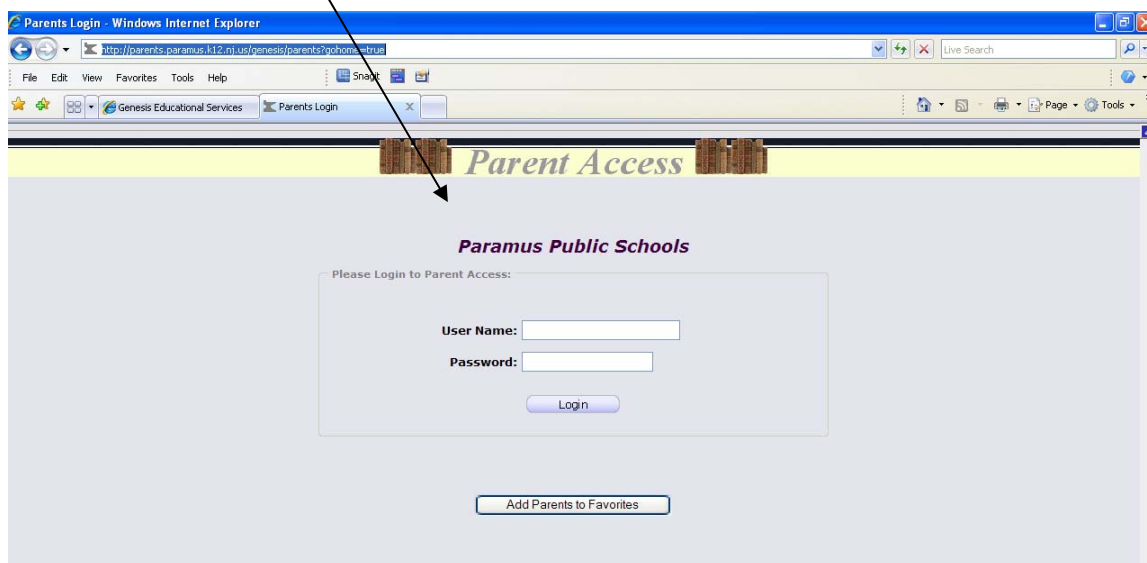 Parents Login - Windows Internet Explorer
http://parents.paramus.k12.nj.us/genesis/parents?gohome=true
Live Search
File Edit View Favorites Tools Help
SnagIt
Genesis Educational Services
Parents Login
Page
Tools
Parent Access
Paramus Public Schools
Please Login to Parent Access:
User Name:
Password:
Login
Add Parents to Favorites